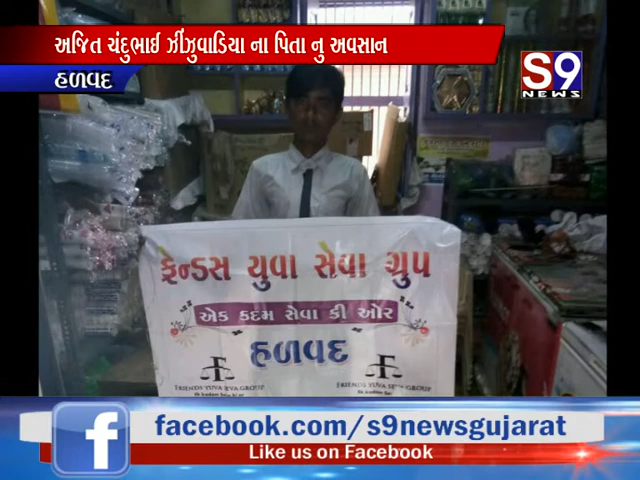 અજિત ચંદુભાઈ ઝીંઝુવાડિયા ના પિતા નુ અવસાન
હળવદ
S9
NEWS
ફ્રેન્ડસ યુવા સેવા ગ્રુપ
એક કદમ સેવા કી ઓર
હળવદ
FRIENDS YUVA SEVA GROUP
FRIENDS YUVA SEVA GROUP
facebook.com/s9newsgujarat
Like us on Facebook